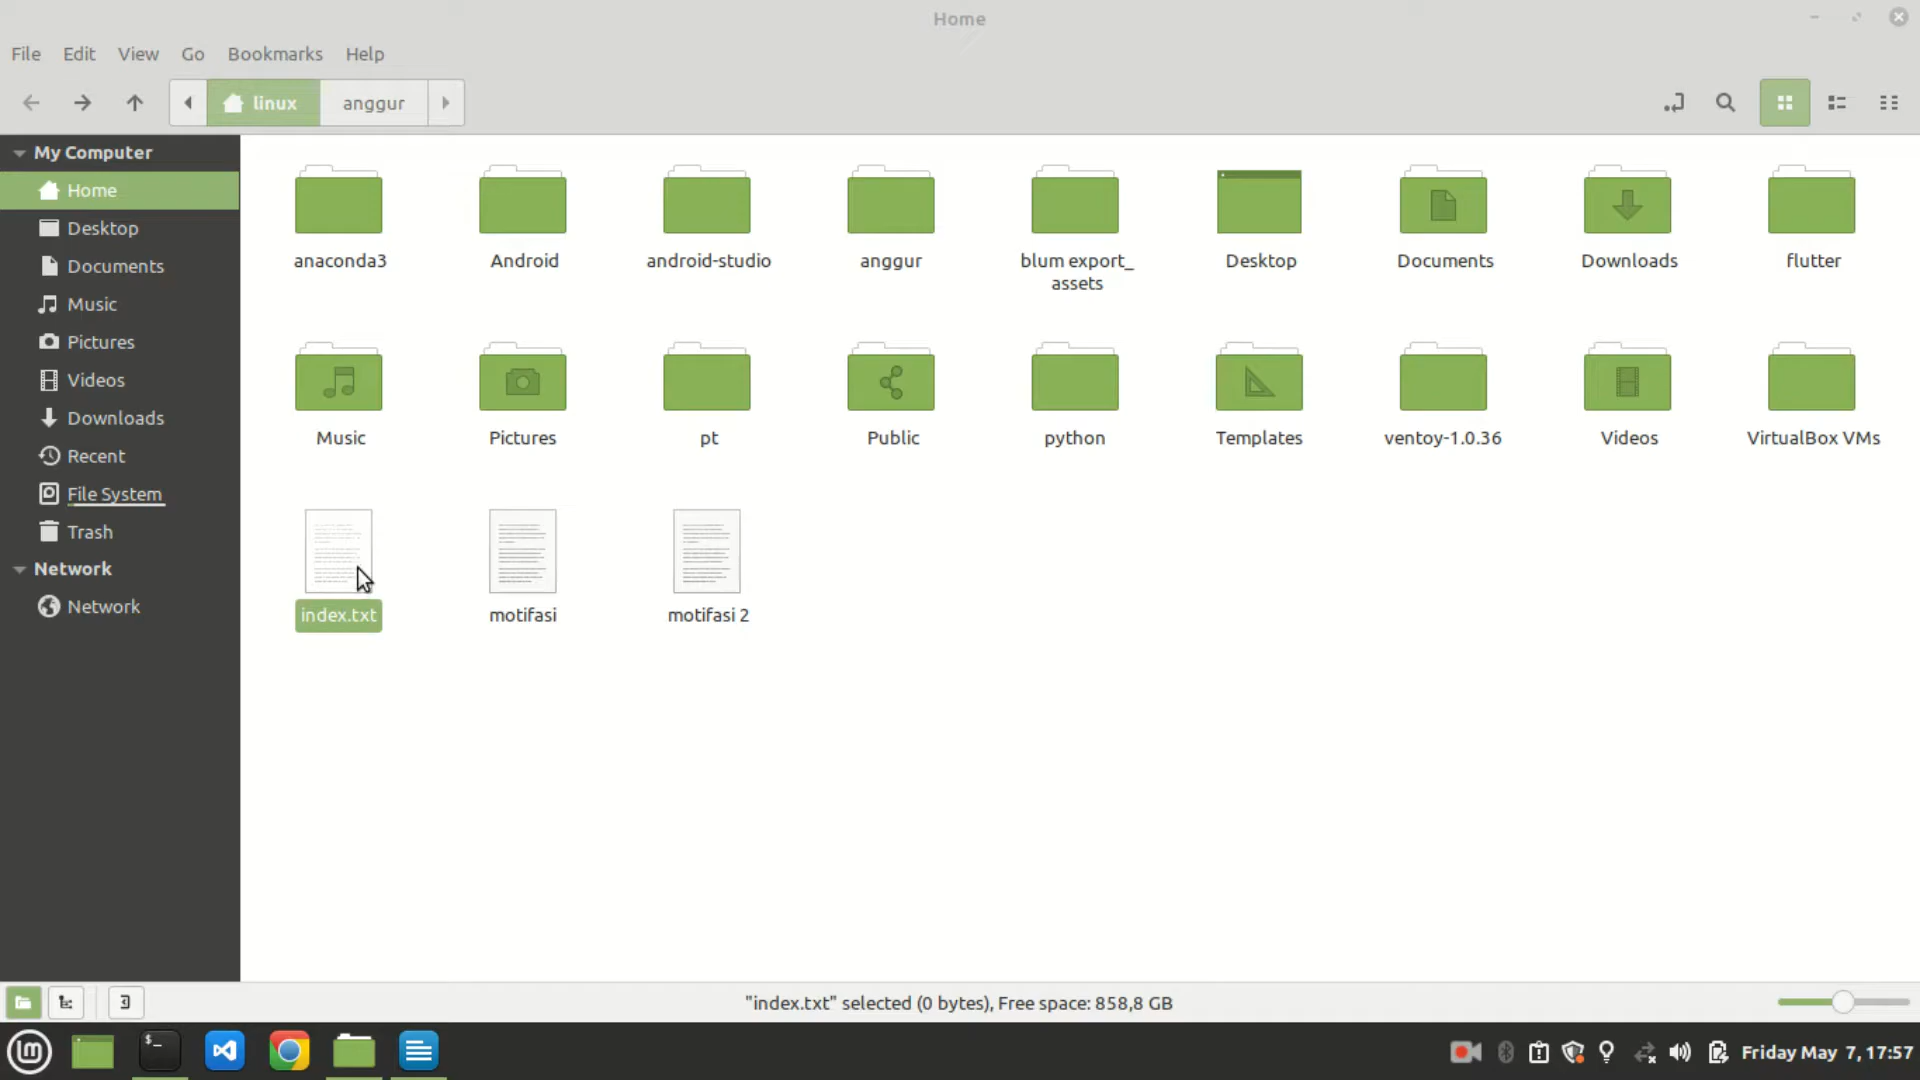 Home
File Edit View Go Bookmarks Help
linux anggur
My Computer
Home
Desktop
Documents
Music
Pictures
Videos
Downloads
Recent
File System
Trash
Network
Network
anaconda3 Android android-studio anggur blum export_ Desktop Documents Downloads flutter
assets
Music Pictures pt Public python Templates ventoy-1.0.36 Videos VirtualBox VMs
index.txt motifasi motifasi 2
"index.txt" selected (0 bytes), Free space: 858,8 GB
Friday May 7, 17:57